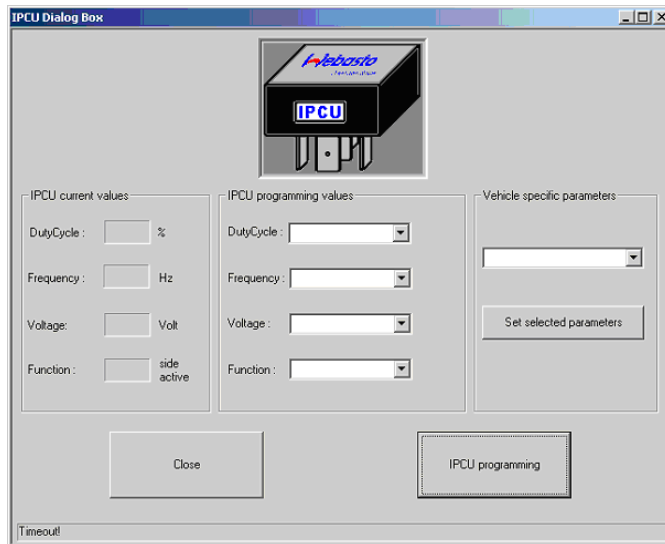 IPCU Dialog Box
Webasto
IPCU
IPCU current values
DutyCycle :
%
Frequency :
Hz
Voltage:
Volt
Function :
side
active
IPCU programming values
DutyCycle :
Frequency :
Voltage :
Function :
Vehicle specific parameters
Set selected parameters
Close
IPCU programming
Timeout!